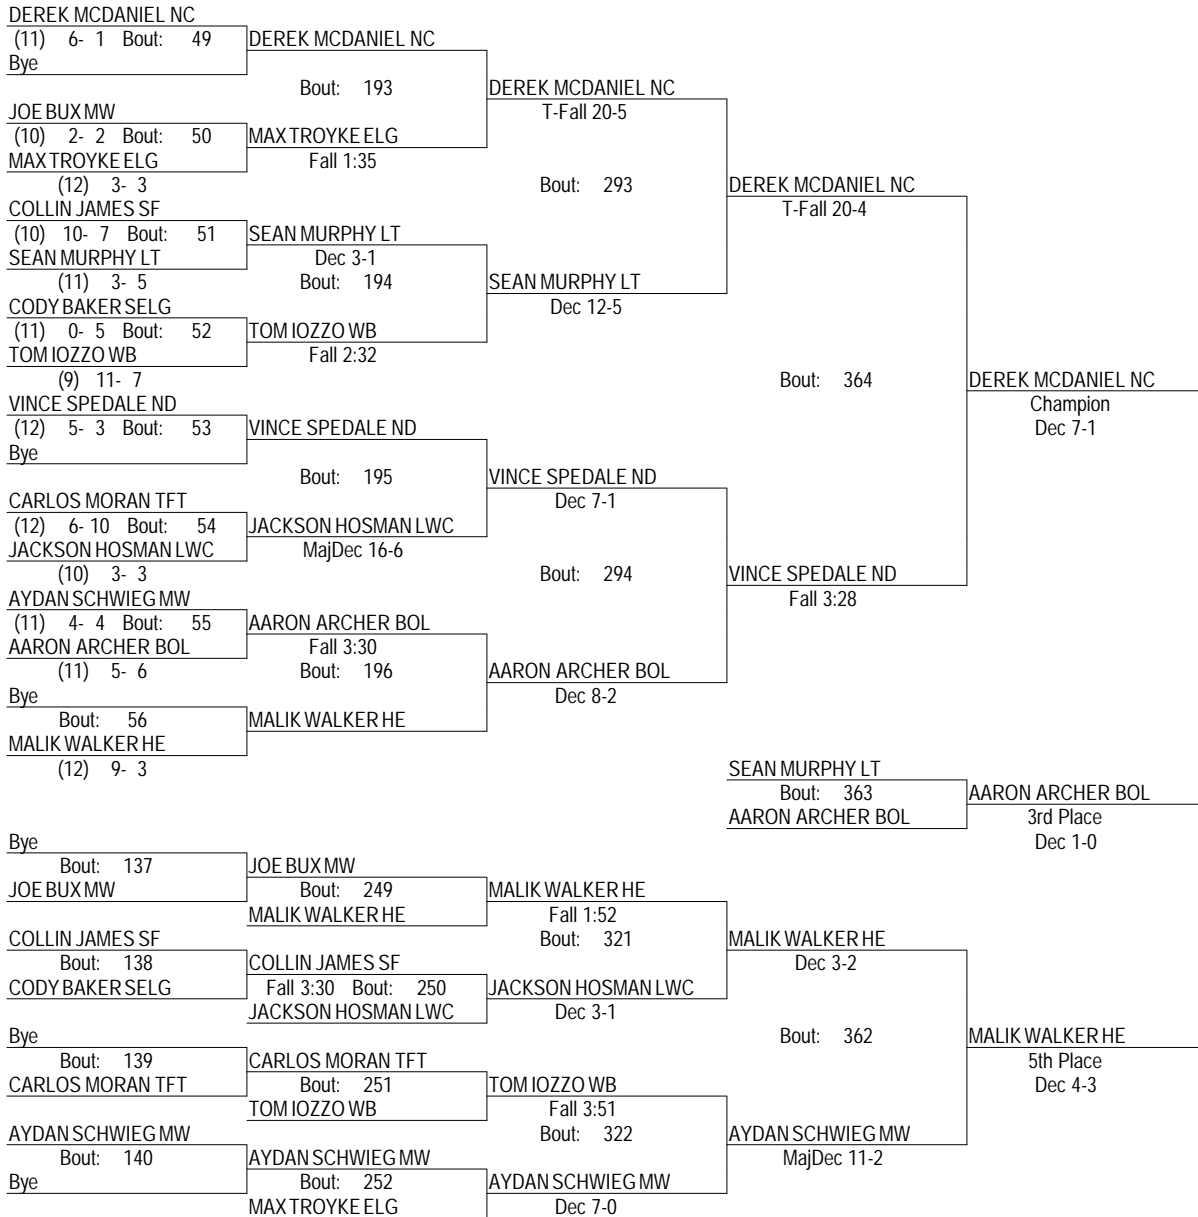 DEREK MCDANIEL NC
(11) 6- 1 Bout: 49 DEREK MCDANIEL NC
Bye
Bout: 193 DEREK MCDANIEL NC
JOE BUX MW T-Fall 20-5
(10) 2- 2 Bout: 50 MAX TROYKE ELG
MAX TROYKE ELG Fall 1:35
(12) 3- 3 Bout: 293 DEREK MCDANIEL NC
COLLIN JAMES SF T-Fall 20-4
(10) 10- 7 Bout: 51 SEAN MURPHY LT
SEAN MURPHY LT Dec 3-1
(11) 3- 5 Bout: 194 SEAN MURPHY LT
CODY BAKER SELG Dec 12-5
(11) 0- 5 Bout: 52 TOM IOZZO WB
TOM IOZZO WB Fall 2:32
(9) 11- 7 Bout: 364 DEREK MCDANIEL NC
VINCE SPEDALE ND Champion
(12) 5- 3 Bout: 53 VINCE SPEDALE ND Dec 7-1
Bye
Bout: 195 VINCE SPEDALE ND
CARLOS MORAN TFT Dec 7-1
(12) 6- 10 Bout: 54 JACKSON HOSMAN LWC
JACKSON HOSMAN LWC MajDec 16-6
(10) 3- 3 Bout: 294 VINCE SPEDALE ND
AYDAN SCHWIEG MW Fall 3:28
(11) 4- 4 Bout: 55 AARON ARCHER BOL
AARON ARCHER BOL Fall 3:30
(11) 5- 6 Bout: 196 AARON ARCHER BOL
Bye Dec 8-2
Bout: 56 MALIK WALKER HE
MALIK WALKER HE
(12) 9- 3 SEAN MURPHY LT
Bout: 363 AARON ARCHER BOL
AARON ARCHER BOL 3rd Place
Bye Dec 1-0
Bout: 137 JOE BUX MW
JOE BUX MW Bout: 249 MALIK WALKER HE
MALIK WALKER HE Fall 1:52
COLLIN JAMES SF Bout: 321 MALIK WALKER HE
Bout: 138 COLLIN JAMES SF Dec 3-2
CODY BAKER SELG Fall 3:30 Bout: 250 JACKSON HOSMAN LWC
JACKSON HOSMAN LWC Dec 3-1
Bye Bout: 362 MALIK WALKER HE
Bout: 139 CARLOS MORAN TFT 5th Place
CARLOS MORAN TFT Bout: 251 TOM IOZZO WB Dec 4-3
TOM IOZZO WB Fall 3:51
AYDAN SCHWIEG MW Bout: 322 AYDAN SCHWIEG MW
Bout: 140 AYDAN SCHWIEG MW MajDec 11-2
Bye Bout: 252 AYDAN SCHWIEG MW
MAX TROYKE ELG Dec 7-0